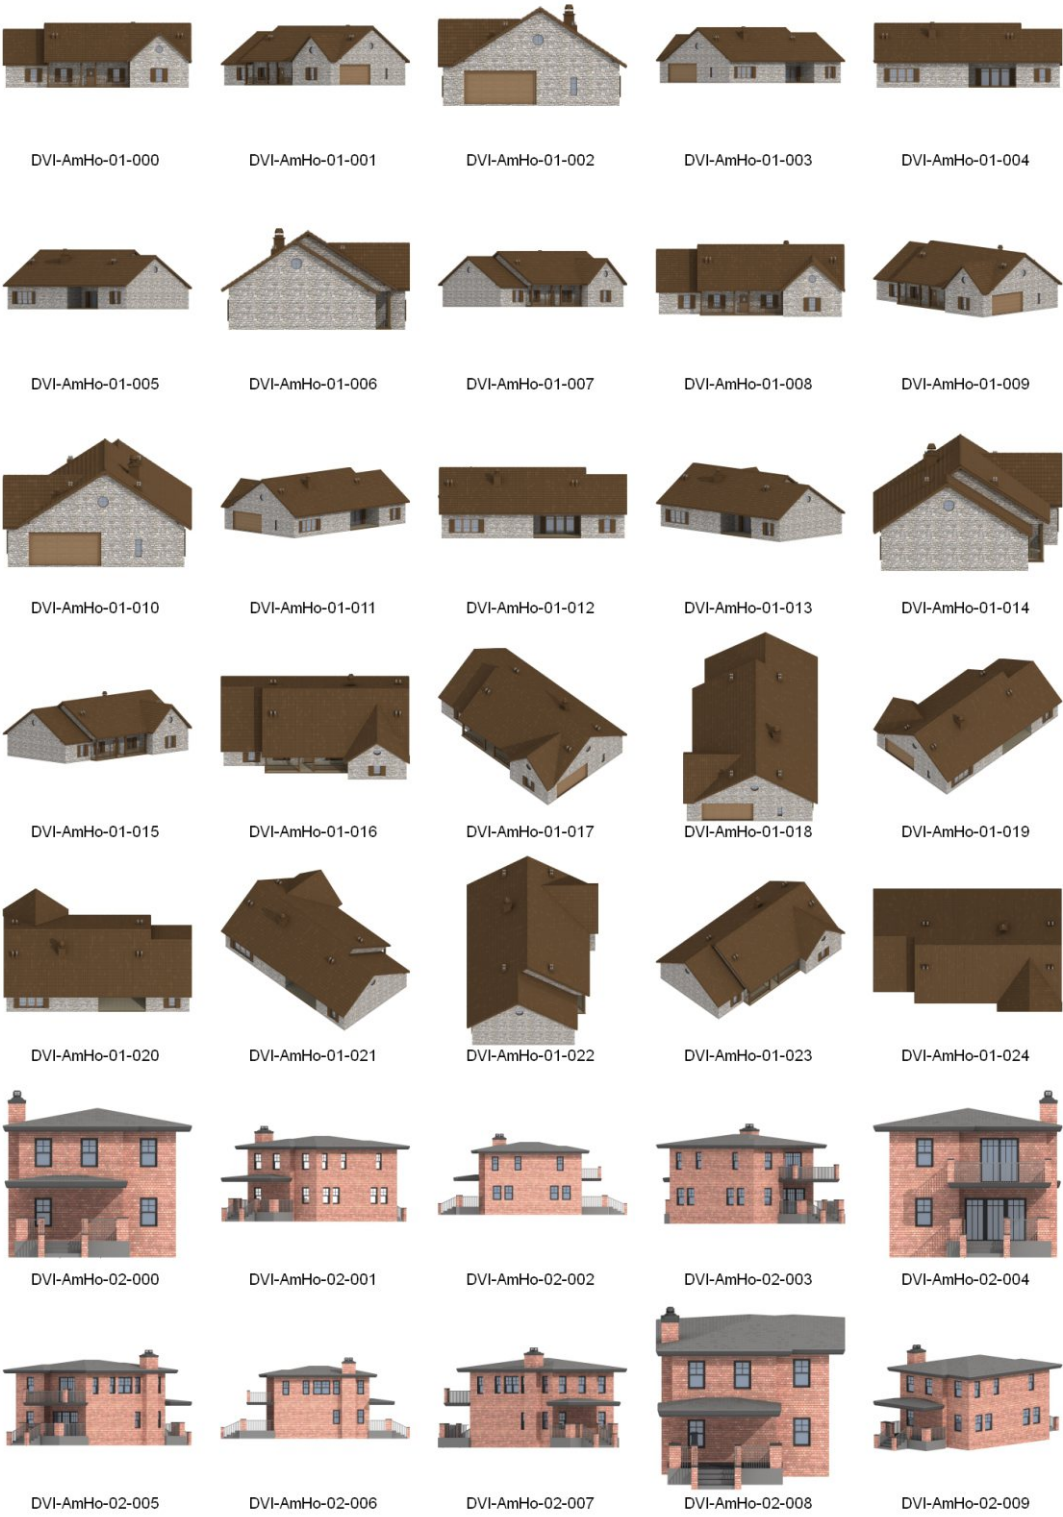 DVI-AmHo-01-000 DVI-AmHo-01-001 DVI-AmHo-01-002 DVI-AmHo-01-003 DVI-AmHo-01-004
DVI-AmHo-01-005 DVI-AmHo-01-006 DVI-AmHo-01-007 DVI-AmHo-01-008 DVI-AmHo-01-009
DVI-AmHo-01-010 DVI-AmHo-01-011 DVI-AmHo-01-012 DVI-AmHo-01-013 DVI-AmHo-01-014
DVI-AmHo-01-015 DVI-AmHo-01-016 DVI-AmHo-01-017 DVI-AmHo-01-018 DVI-AmHo-01-019
DVI-AmHo-01-020 DVI-AmHo-01-021 DVI-AmHo-01-022 DVI-AmHo-01-023 DVI-AmHo-01-024
DVI-AmHo-02-000 DVI-AmHo-02-001 DVI-AmHo-02-002 DVI-AmHo-02-003 DVI-AmHo-02-004
DVI-AmHo-02-005 DVI-AmHo-02-006 DVI-AmHo-02-007 DVI-AmHo-02-008 DVI-AmHo-02-009